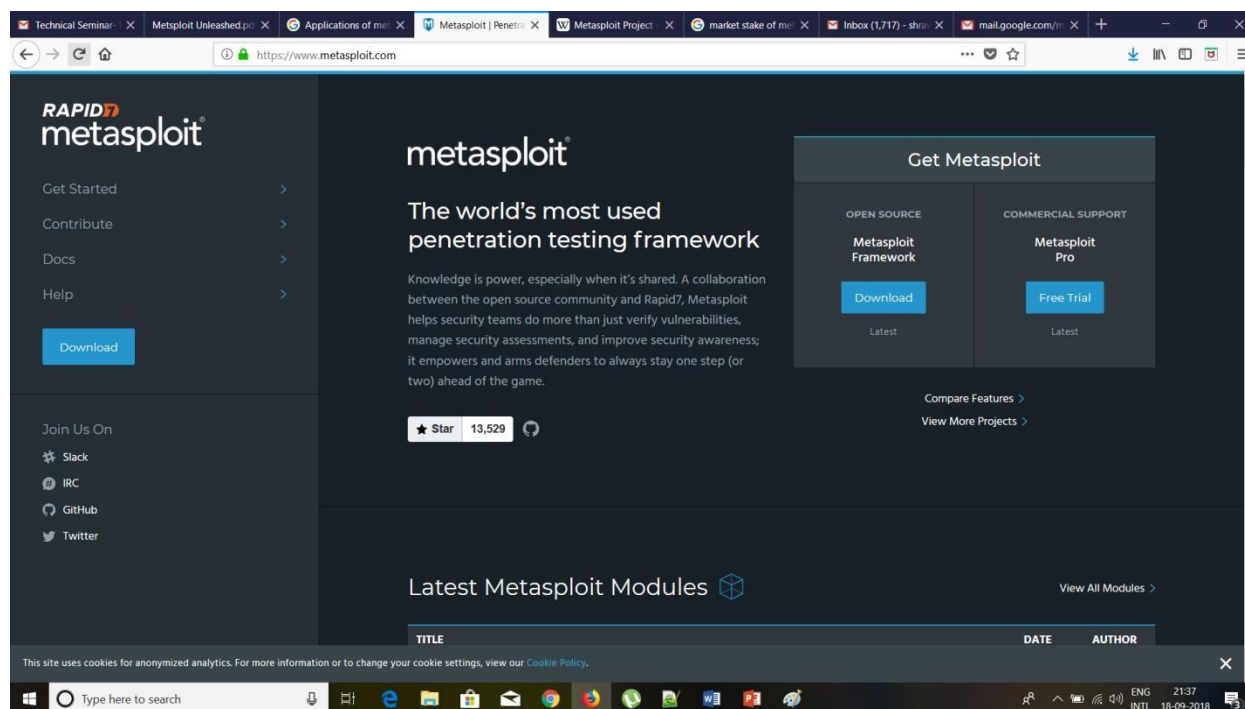 Technical Seminar-
Metsploit Unleashed.pd
Applications of met
Metasploit | Penetra
Metasploit Project -
market stake of me
Inbox (1,717) - shra
mail.google.com/m
https://www.metasploit.com
RAPID7
metasploit®
Get Started
Contribute
Docs
Help
Download
Join Us On
Slack
IRC
GitHub
Twitter
metasploit®
The world's most used
penetration testing framework
Knowledge is power, especially when it's shared. A collaboration
between the open source community and Rapid7, Metasploit
helps security teams do more than just verify vulnerabilities,
manage security assessments, and improve security awareness;
it empowers and arms defenders to always stay one step (or
two) ahead of the game.
Star 13,529
Get Metasploit
OPEN SOURCE
Metasploit
Framework
Download
Latest
COMMERCIAL SUPPORT
Metasploit
Pro
Free Trial
Latest
Compare Features
View More Projects
Latest Metasploit Modules
View All Modules
TITLE DATE AUTHOR
This site uses cookies for anonymized analytics. For more information or to change your cookie settings, view our Cookie Policy.
Type here to search
ENG
INTL
21:37
18-09-2018